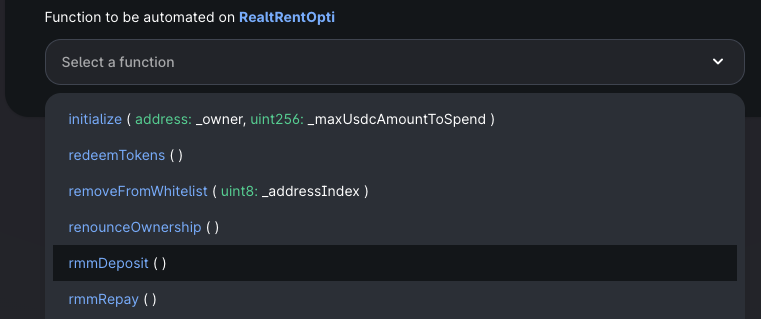 Function to be automated on RealtRentOpti
Select a function
initialize ( address: _owner, uint256: _maxUsdcAmountToSpend )
redeemTokens ( )
removeFromWhitelist ( uint8: _addressIndex )
renounceOwnership ( )
rmmDeposit ( )
rmmRepay ( )